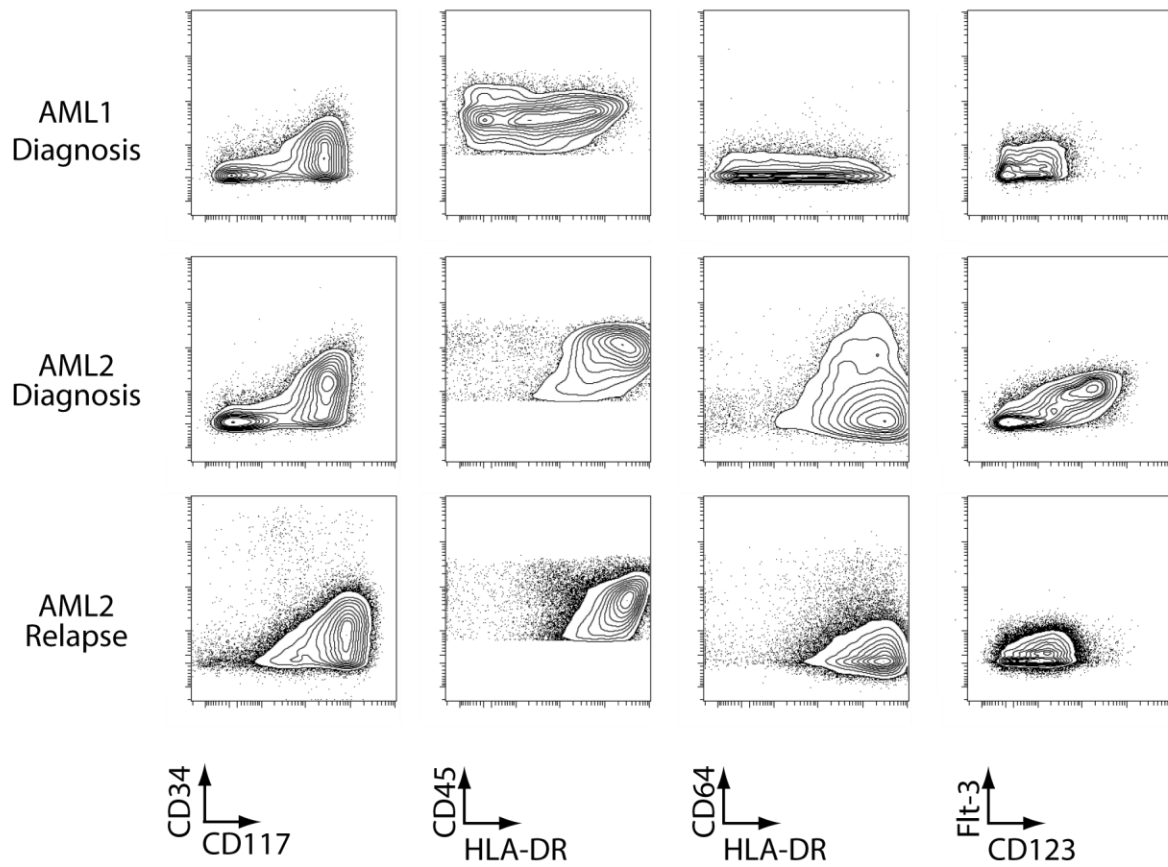 AML1
Diagnosis
AML2
Diagnosis
AML2
Relapse
CD34
CD117
CD45
HLA-DR
CD64
HLA-DR
Flt-3
CD123